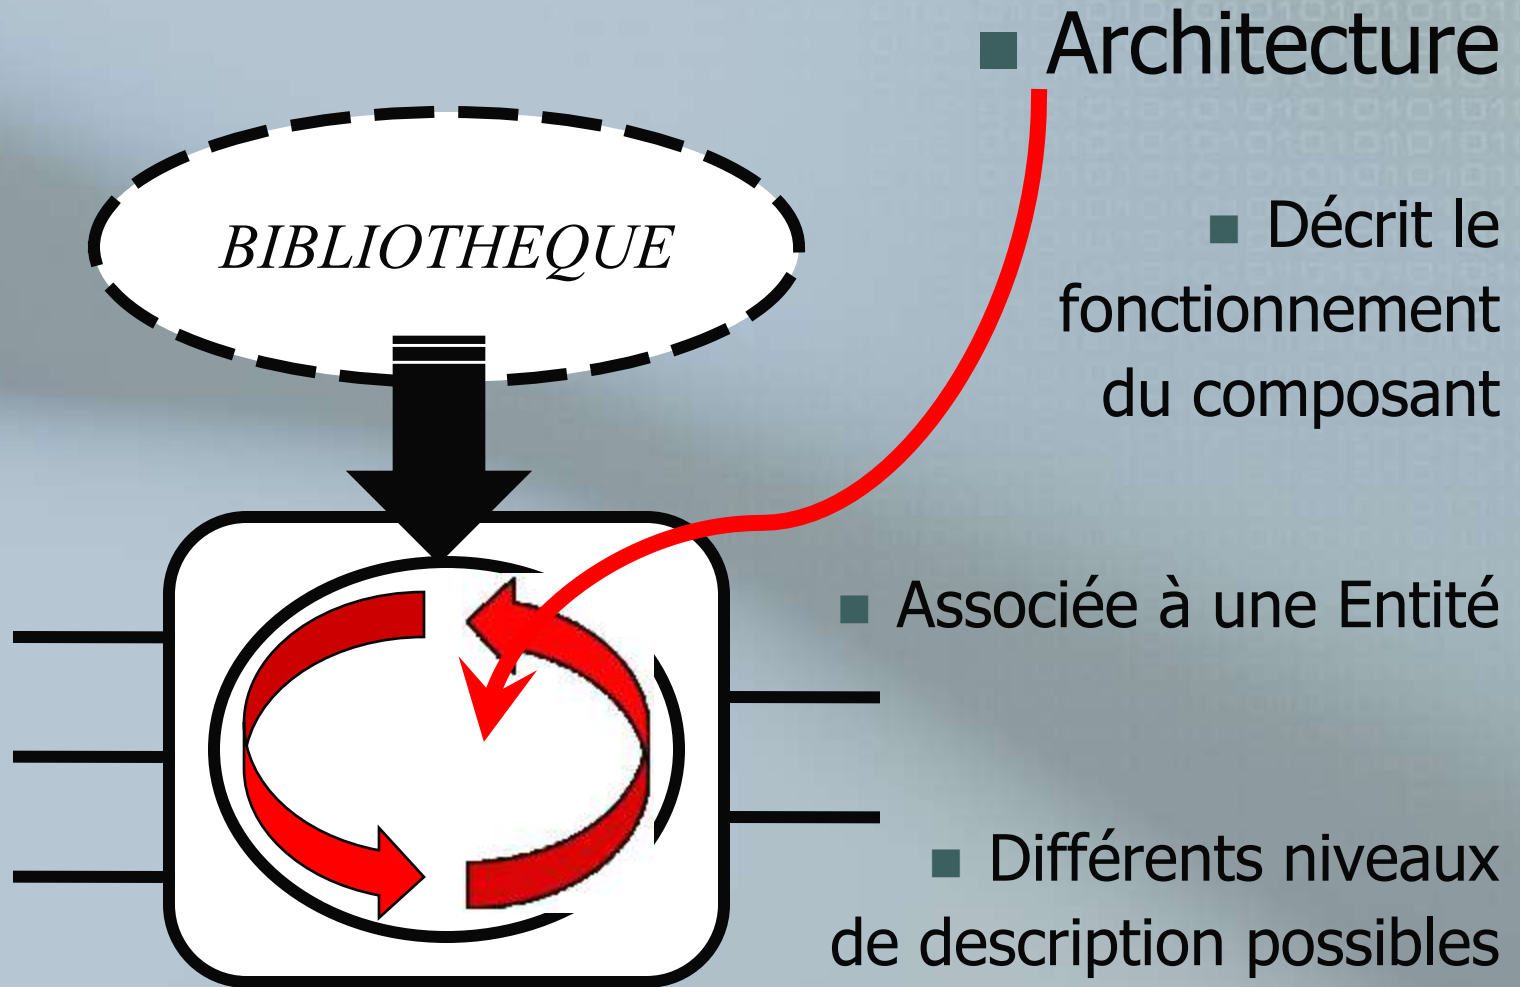 Architecture
BIBLIOTHEQUE
Décrit le
fonctionnement
du composant
Associée à une Entité
Différents niveaux
de description possibles